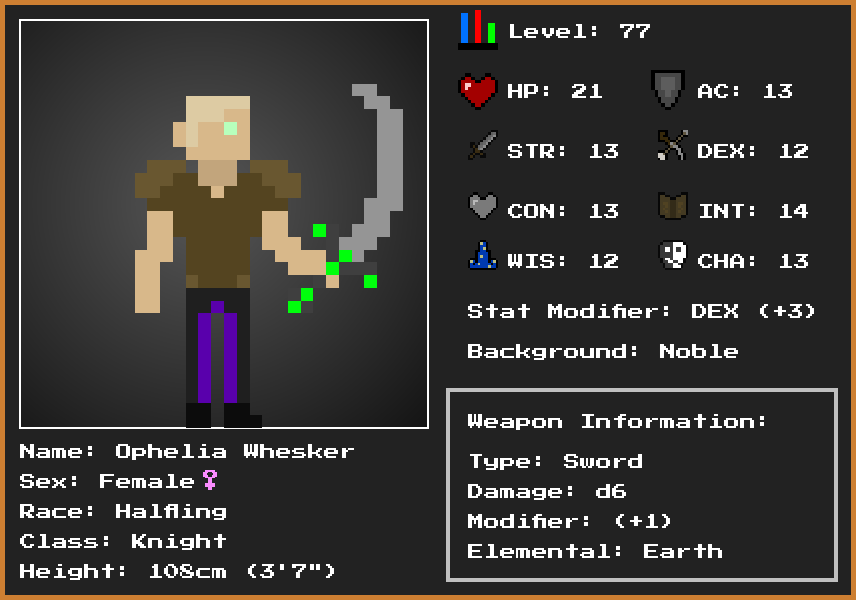 Level: 77
HP: 21 AC: 13
STR: 13 DEX: 12
CON: 13 INT: 14
WIS: 12 CHA: 13
Stat Modifier: DEX (+3)
Background: Noble
Weapon Information:
Type: Sword
Damage: d6
Modifier: (+1)
Elemental: Earth
Name: Ophelia Whesker
Sex: Female♀
Race: Halfling
Class: Knight
Height: 108cm (3'7")